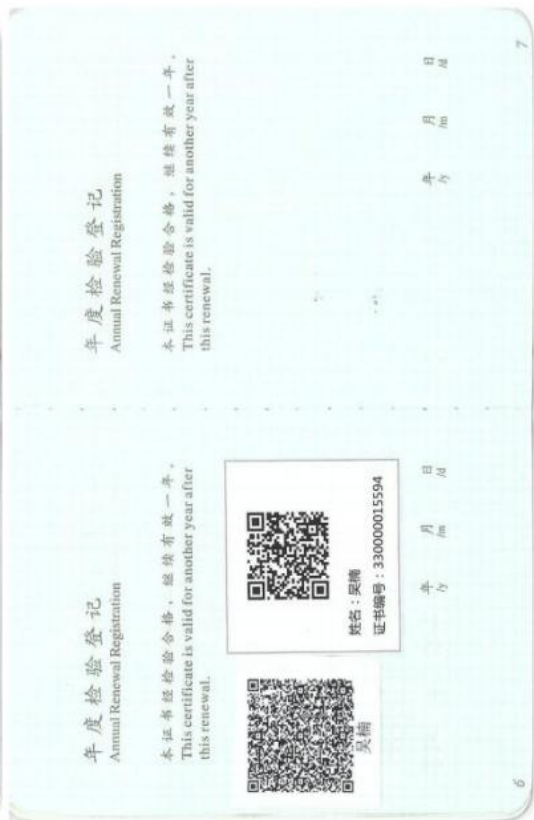 年度检验登记
Annual Renewal Registration
本证书经检验合格，继续有效一年。
This certificate is valid for another year after
this renewal.
吴楠
姓名：吴楠
证书编号：330000015594
年 月 日
/y /m /d
6
年度检验登记
Annual Renewal Registration
本证书经检验合格，继续有效一年。
This certificate is valid for another year after
this renewal.
年 月 日
/y /m /d
7